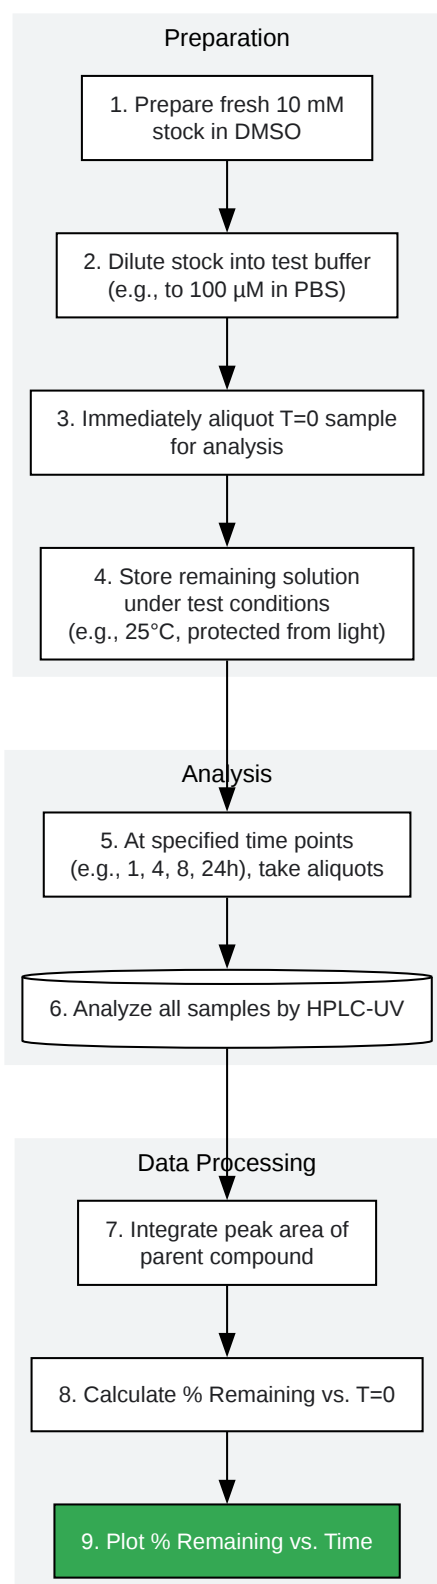 Preparation
1. Prepare fresh 10 mM
stock in DMSO
2. Dilute stock into test buffer
(e.g., to 100 µM in PBS)
3. Immediately aliquot T=0 sample
for analysis
4. Store remaining solution
under test conditions
(e.g., 25°C, protected from light)
Analysis
5. At specified time points
(e.g., 1, 4, 8, 24h), take aliquots
6. Analyze all samples by HPLC-UV
Data Processing
7. Integrate peak area of
parent compound
8. Calculate % Remaining vs. T=0
9. Plot % Remaining vs. Time